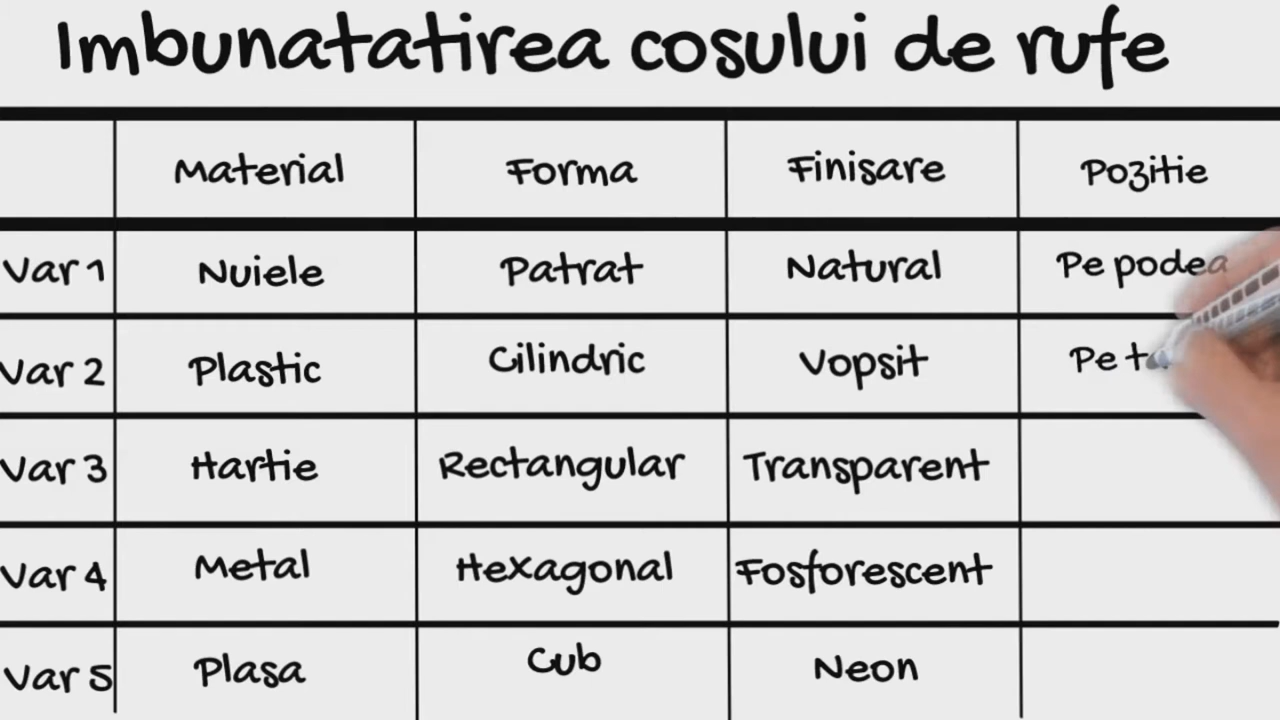 Imbunatatirea cosului de rufe
Material Forma Finisare Pozitie
Var 1 Nuiele Patrat Natural Pe podea
Var 2 Plastic Cilindric Vopsit Pe
Var 3 Hartie Rectangular Transparent
Var 4 Metal Hexagonal Fosforescent
Var 5 Plasa Cub Neon